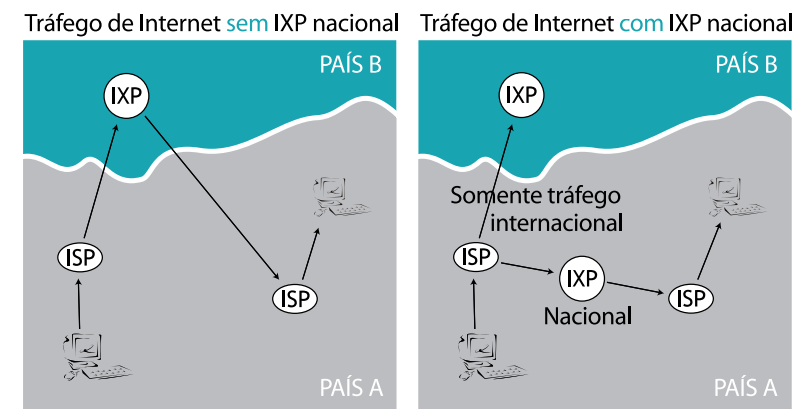 Tráfego de Internet sem IXP nacional
PAÍS B
IXP
ISP
ISP
PAÍS A
Tráfego de Internet com IXP nacional
PAÍS B
IXP
Somente tráfego
internacional
ISP
IXP
ISP
Nacional
PAÍS A